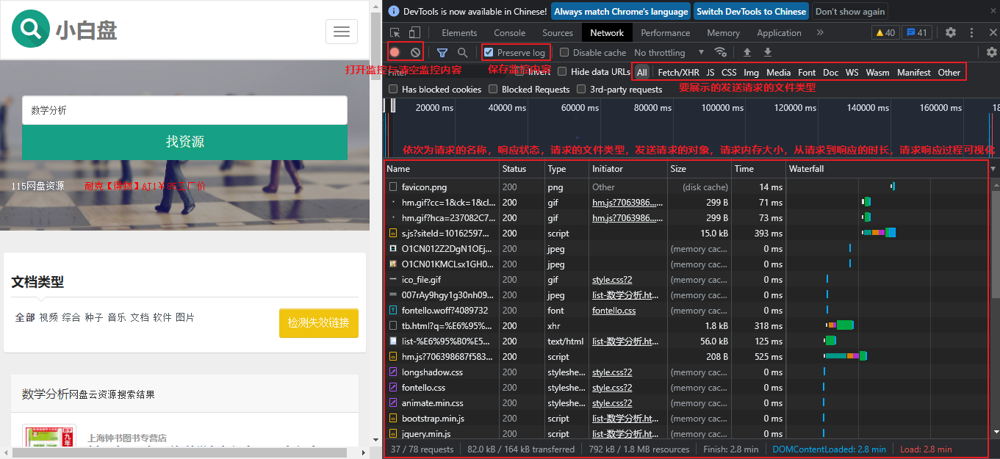 小白盘
数学分析
找资源
115网盘资源
耐克【得物】AJ1￥85工厂价
文档类型
全部 视频 综合 种子 音乐 文档 软件 图片
检测失效链接
数学分析网盘云资源搜索结果
上海钟书图书专营店
DevTools is now available in Chinese! Always match Chrome's language Switch DevTools to Chinese Don't show again
Elements Console Sources Network Performance Memory Application 40 41
Preserve log Disable cache No throttling
打开监控与清空监控内容 保存监控内容
Filter Invert Hide data URLs All Fetch/XHR JS CSS Img Media Font Doc WS Wasm Manifest Other
Has blocked cookies Blocked Requests 3rd-party requests
要展示的发送请求的文件类型
20000 ms 40000 ms 60000 ms 80000 ms 100000 ms 120000 ms 140000 ms 160000 ms 18
依次为请求的名称，响应状态，请求的文件类型，发送请求的对象，请求内存大小，从请求到响应的时长，请求响应过程可视化
Name Status Type Initiator Size Time Waterfall
favicon.png 200 png Other (disk cache) 14 ms
hm.gif?cc=1&ck=1&cl... 200 gif hm.js?7063986...... 299 B 71 ms
hm.gif?hca=237082C7... 200 gif hm.js?7063986...... 299 B 73 ms
s.js?siteId=10162597... 200 script 15.0 kB 393 ms
O1CN012Z2DgN1OEj... 200 jpeg (memory cac... 0 ms
O1CN01KMCLsx1GH0... 200 jpeg (memory cac... 0 ms
ico_file.gif 200 gif style.css?2 (memory cac... 0 ms
007rAy9hgy1g30nh09... 200 jpeg list-数学分析.ht... (memory cac... 0 ms
fontello.woff?4089732 200 font fontello.css (memory cac... 0 ms
tb.html?q=%E6%95%... 200 xhr 1.8 kB 318 ms
list-%E6%95%B0%E5... 200 text/html list-数学分析.ht... 56.0 kB 125 ms
hm.js?706398687f583... 200 script 208 B 525 ms
longshadow.css 200 styleshe... style.css?2 (memory cac... 0 ms
fontello.css 200 styleshe... style.css?2 (memory cac... 0 ms
animate.min.css 200 styleshe... style.css?2 (memory cac... 0 ms
bootstrap.min.js 200 script list-数学分析.ht... (memory cac... 0 ms
jquery.min.js 200 script list-数学分析.ht... (memory cac... 0 ms
37 / 78 requests 82.0 kB / 164 kB transferred 792 kB / 1.8 MB resources Finish: 2.8 min DOMContentLoaded: 2.8 min Load: 2.8 min